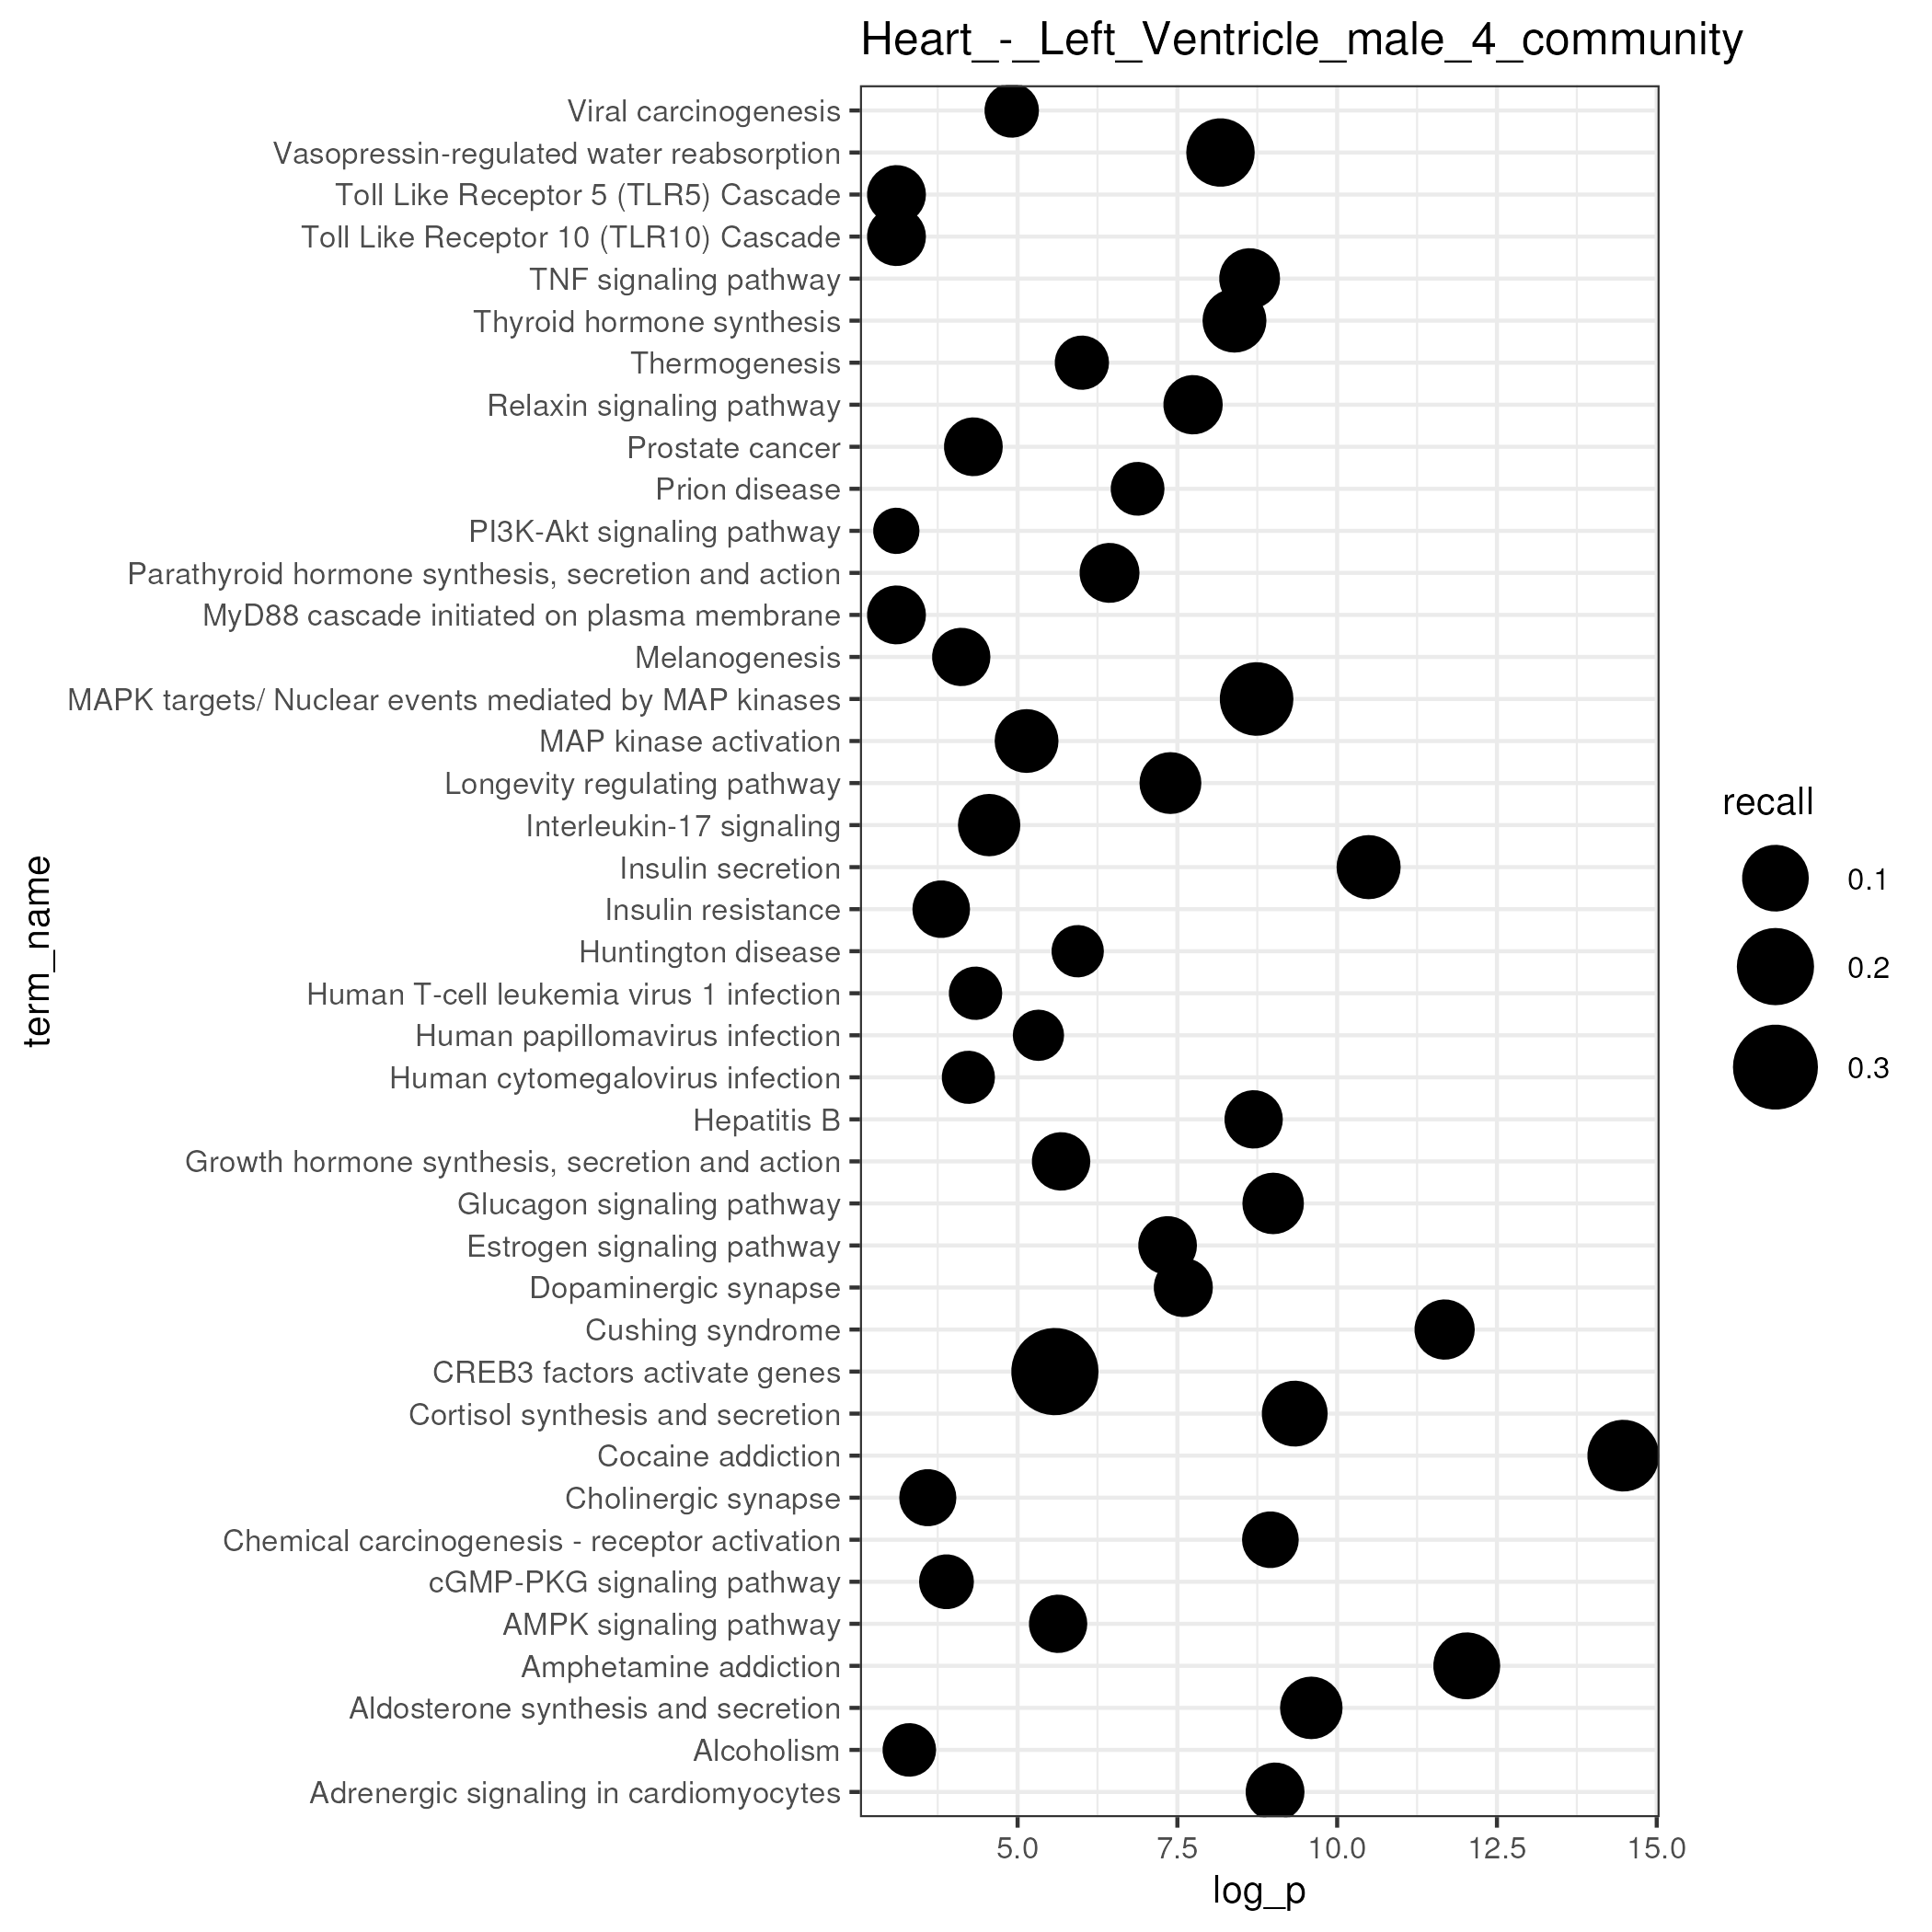 Heart_-_Left_Ventricle_male_4_community
term_name
Viral carcinogenesis
Vasopressin-regulated water reabsorption
Toll Like Receptor 5 (TLR5) Cascade
Toll Like Receptor 10 (TLR10) Cascade
TNF signaling pathway
Thyroid hormone synthesis
Thermogenesis
Relaxin signaling pathway
Prostate cancer
Prion disease
PI3K-Akt signaling pathway
Parathyroid hormone synthesis, secretion and action
MyD88 cascade initiated on plasma membrane
Melanogenesis
MAPK targets/ Nuclear events mediated by MAP kinases
MAP kinase activation
Longevity regulating pathway
Interleukin-17 signaling
Insulin secretion
Insulin resistance
Huntington disease
Human T-cell leukemia virus 1 infection
Human papillomavirus infection
Human cytomegalovirus infection
Hepatitis B
Growth hormone synthesis, secretion and action
Glucagon signaling pathway
Estrogen signaling pathway
Dopaminergic synapse
Cushing syndrome
CREB3 factors activate genes
Cortisol synthesis and secretion
Cocaine addiction
Cholinergic synapse
Chemical carcinogenesis - receptor activation
cGMP-PKG signaling pathway
AMPK signaling pathway
Amphetamine addiction
Aldosterone synthesis and secretion
Alcoholism
Adrenergic signaling in cardiomyocytes
5.0 7.5 10.0 12.5 15.0
log_p
recall
0.1
0.2
0.3